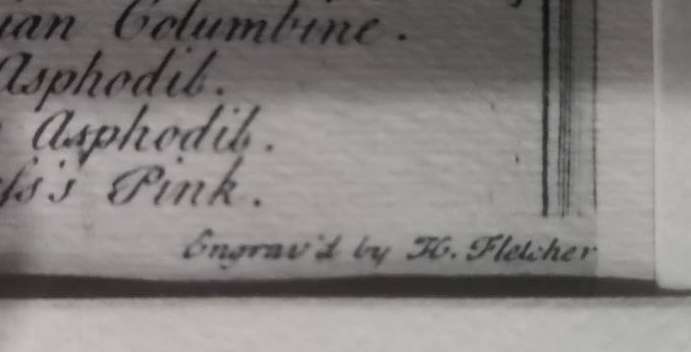 ian Columbine.
Asphodil.
Asphodil.
ſs's Pink.
Engrav'd by H. Fletcher